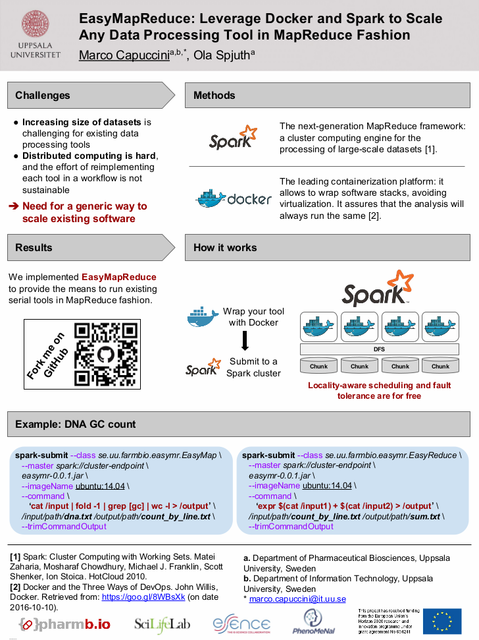 UPPSALA
UNIVERSITET
EasyMapReduce: Leverage Docker and Spark to Scale
Any Data Processing Tool in MapReduce Fashion
Marco Capuccini a,b,*, Ola Spjuth a
Challenges
● Increasing size of datasets is
challenging for existing data
processing tools
● Distributed computing is hard,
and the effort of reimplementing
each tool in a workflow is not
sustainable
➔ Need for a generic way to
scale existing software
Methods
Spark
The next-generation MapReduce framework:
a cluster computing engine for the
processing of large-scale datasets [1].
docker
The leading containerization platform: it
allows to wrap software stacks, avoiding
virtualization. It assures that the analysis will
always run the same [2].
Results
We implemented EasyMapReduce
to provide the means to run existing
serial tools in MapReduce fashion.
Fork me on
GitHub
How it works
Wrap your tool
with Docker
Spark
Submit to a
Spark cluster
Spark
DFS
Chunk Chunk Chunk Chunk
Locality-aware scheduling and fault
tolerance are for free
Example: DNA GC count
spark-submit --class se.uu.farmbio.easymr.EasyMap \
--master spark://cluster-endpoint \
easymr-0.0.1.jar \
--imageName ubuntu:14.04 \
--command \
'cat /input | fold -1 | grep [gc] | wc -l > /output' \
/input/path/dna.txt /output/path/count_by_line.txt \
--trimCommandOutput
spark-submit --class se.uu.farmbio.easymr.EasyReduce \
--master spark://cluster-endpoint \
easymr-0.0.1.jar \
--imageName ubuntu:14.04 \
--command \
'expr $(cat /input1) + $(cat /input2) > /output' \
/input/path/count_by_line.txt /output/path/sum.txt \
--trimCommandOutput
[1] Spark: Cluster Computing with Working Sets. Matei
Zaharia, Mosharaf Chowdhury, Michael J. Franklin, Scott
Shenker, Ion Stoica. HotCloud 2010.
[2] Docker and the Three Ways of DevOps. John Willis,
Docker. Retrieved from: https://goo.gl/8WBsXk (on date
2016-10-10).
a. Department of Pharmaceutical Biosciences, Uppsala
University, Sweden
b. Department of Information Technology, Uppsala
University, Sweden
* marco.capuccini@it.uu.se
pharmb.io
SciLifeLab
eSSENCE
THE E-SCIENCE COLLABORATION
PhenoMeNal
This project has received funding
from the European Union's
Horizon 2020 research and
innovation programme under
grant agreement No 654241